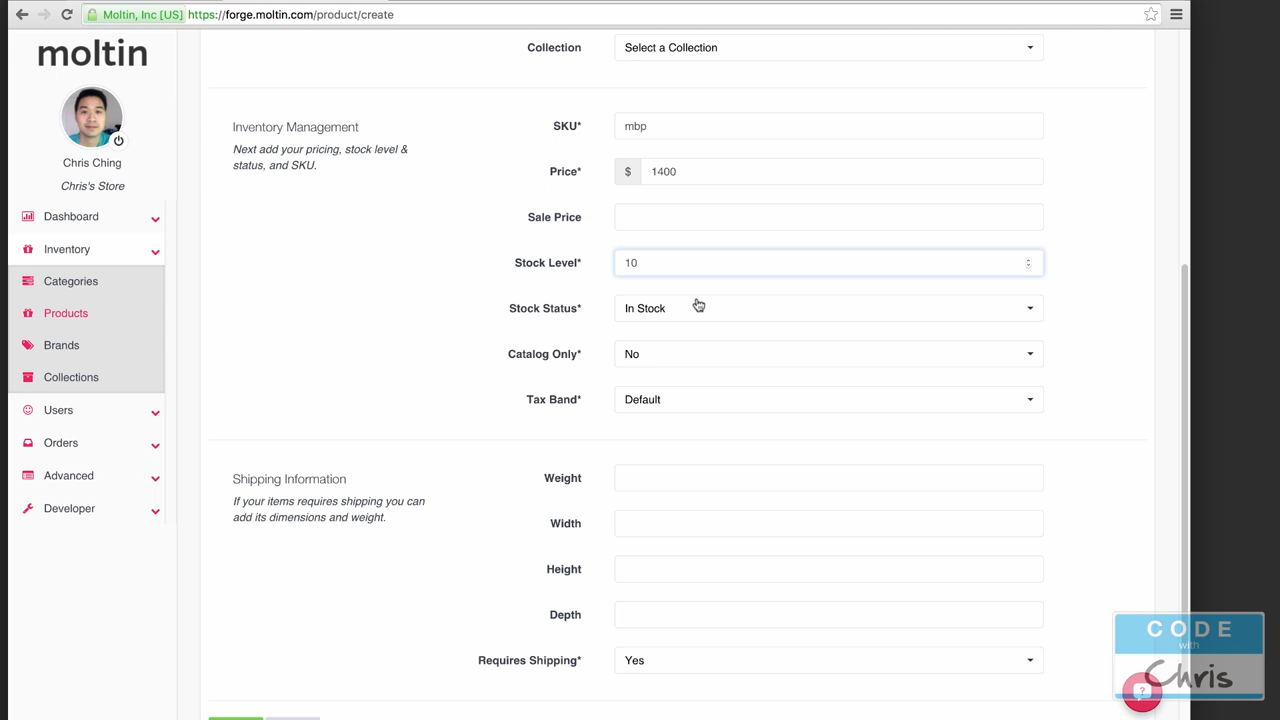 Moltin, Inc [US] https://forge.moltin.com/product/create
moltin
Chris Ching
Chris's Store
Dashboard
Inventory
Categories
Products
Brands
Collections
Users
Orders
Advanced
Developer
Collection Select a Collection
Inventory Management
Next add your pricing, stock level &
status, and SKU.
SKU* mbp
Price* $ 1400
Sale Price
Stock Level* 10
Stock Status* In Stock
Catalog Only* No
Tax Band* Default
Shipping Information
If your items requires shipping you can
add its dimensions and weight.
Weight
Width
Height
Depth
Requires Shipping* Yes
CODE
with
Chris
?